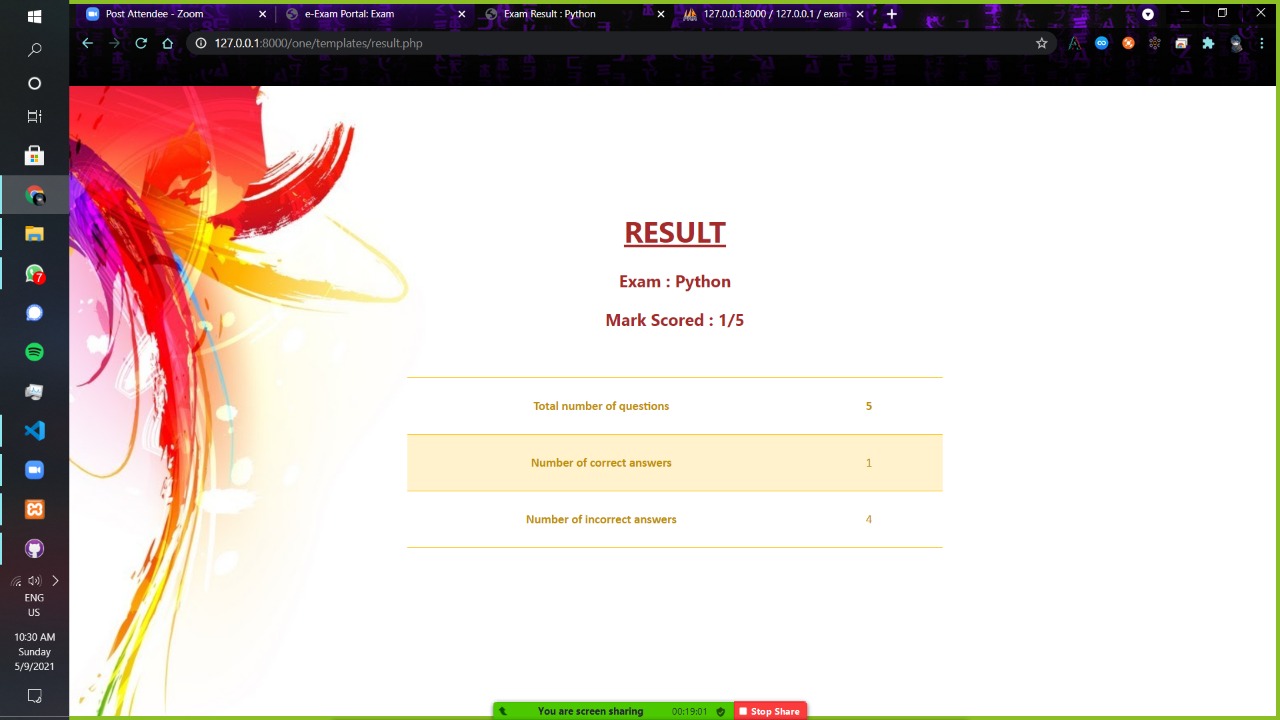 Post Attendee - Zoom
e-Exam Portal: Exam
Exam Result : Python
127.0.0.1:8000 / 127.0.0.1 / exam
127.0.0.1:8000/one/templates/result.php
RESULT
Exam : Python
Mark Scored : 1/5
Total number of questions 5
Number of correct answers 1
Number of incorrect answers 4
7
ENG
US
10:30 AM
Sunday
5/9/2021
You are screen sharing 00:19:01 Stop Share